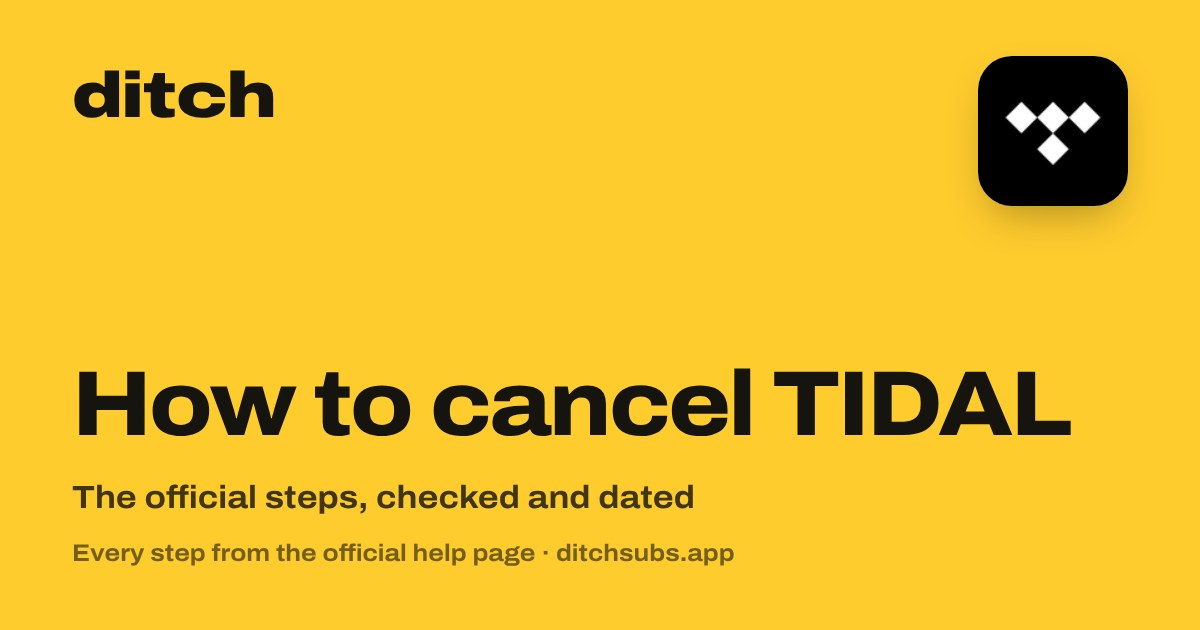 ditch
How to cancel TIDAL
The official steps, checked and dated
Every step from the official help page · ditchsubs.app